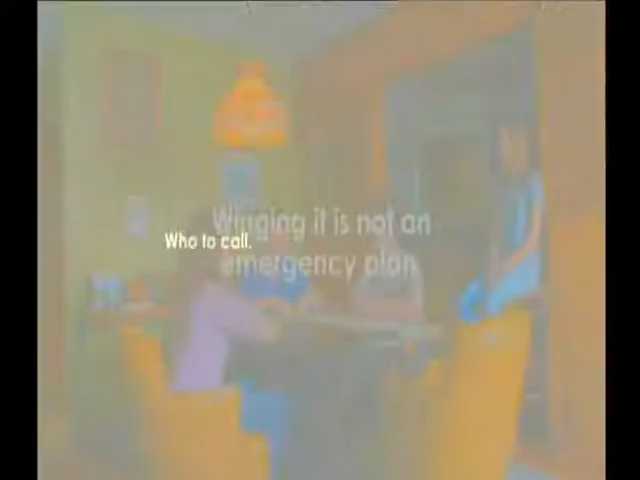 Winging it is not an
Who to call.
emergency plan